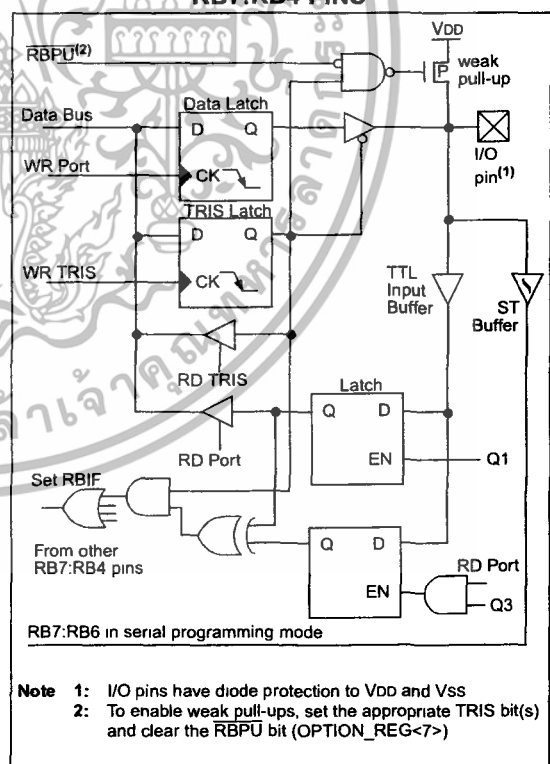 RB7:RB4 PINS
VDD
RBPU(2)
weak
pull-up
Data Latch
Data Bus
D Q
I/O
pin(1)
WR Port
CK
TRIS Latch
D Q
WR TRIS
CK
TTL
Input
Buffer
ST
Buffer
RD TRIS
Latch
Q D
RD Port
EN
Q1
Set RBIF
From other
RB7:RB4 pins
Q D
RD Port
EN
Q3
RB7:RB6 in serial programming mode
Note 1: I/O pins have diode protection to VDD and VSS
2: To enable weak pull-ups, set the appropriate TRIS bit(s)
and clear the RBPU bit (OPTION_REG<7>)